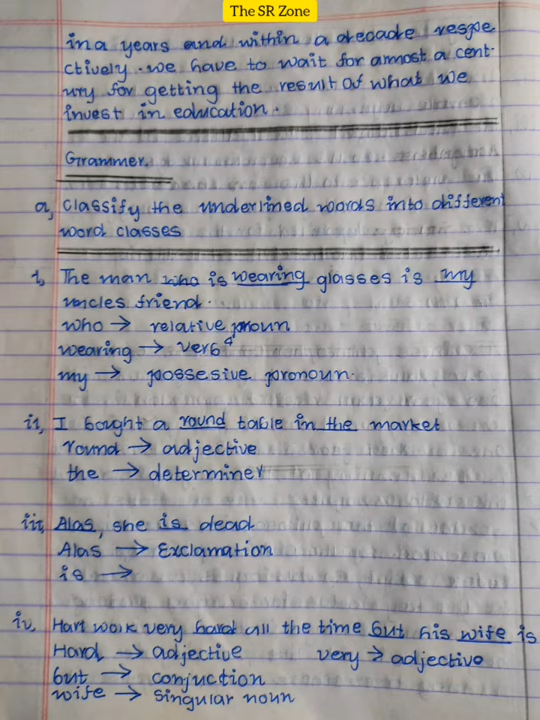 The SR Zone
in a years and within a decade respe-
ctively. we have to wait for amost a cent-
ury for getting the result of what we
invest in education.
Grammer.
a, Classify the underlined words into different
word classes
i, The man who is wearing glasses is my
uncles friend.
who → relative pronun
wearing → verb⁴
my → possesive pronoun.
ii, I bought a round table in the market
round → adjective
the → determiner
iii, Alas, she is dead
Alas → Exclamation
is →
iv, Hari work very hard all the time but his wife is
Hard → adjective very → adjective
but → conjuction
wife → singular noun